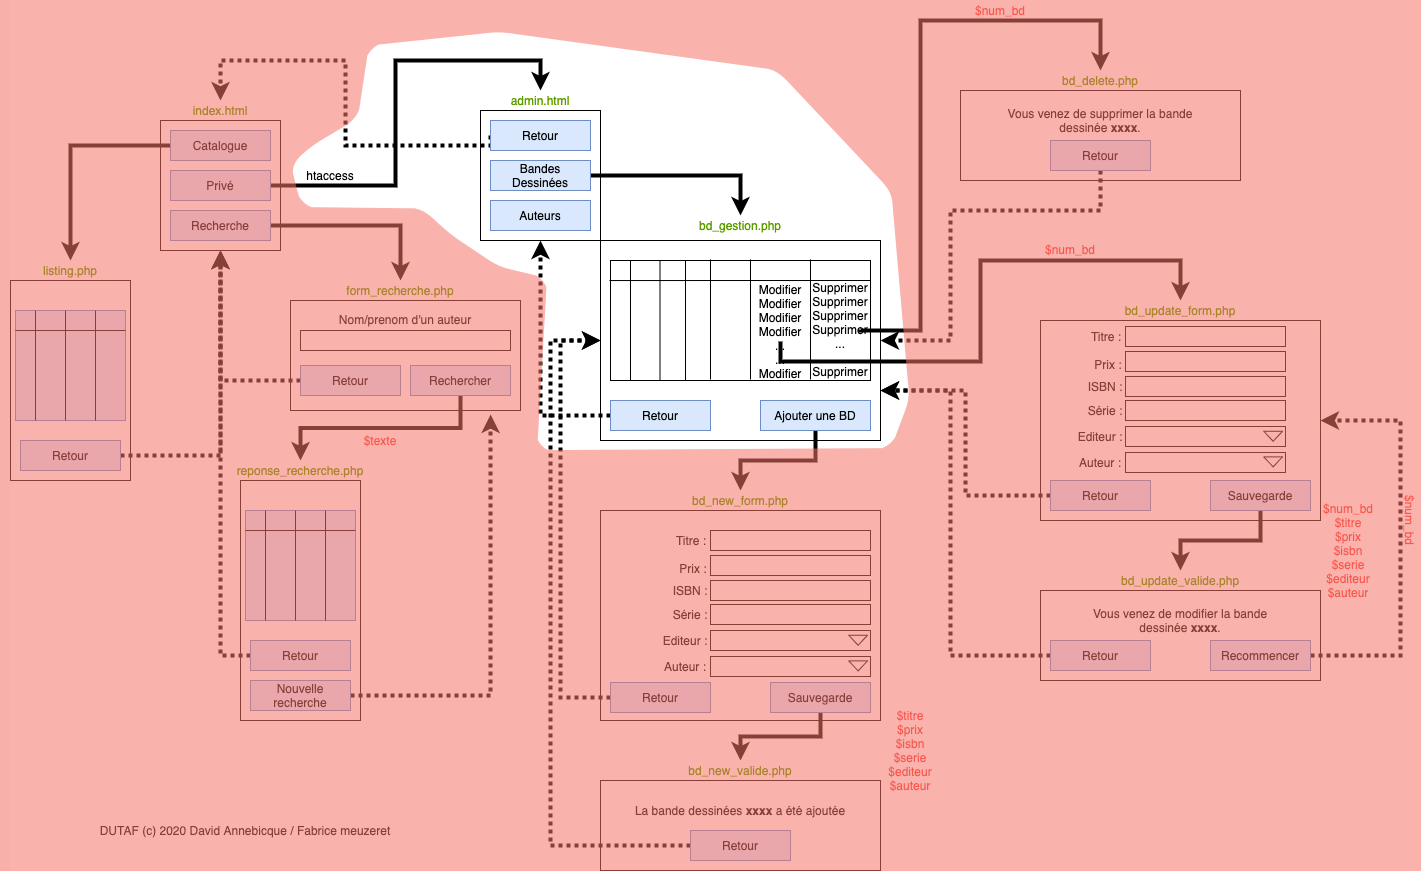 $num_bd
bd_delete.php
Vous venez de supprimer la bande
dessinée xxxx.
Retour
index.html
Catalogue
Privé
Recherche
htaccess
admin.html
Retour
Bandes
Dessinées
Auteurs
bd_gestion.php
Modifier
Modifier
Modifier
Modifier
...
Modifier
Supprimer
Supprimer
Supprimer
Supprimer
...
Supprimer
Retour
Ajouter une BD
listing.php
Retour
form_recherche.php
Nom/prenom d'un auteur
Retour
Rechercher
$texte
reponse_recherche.php
Retour
Nouvelle
recherche
$num_bd
bd_update_form.php
Titre :
Prix :
ISBN :
Série :
Editeur :
Auteur :
Retour
Sauvegarde
$num_bd
$titre
$prix
$isbn
$serie
$editeur
$auteur
$num_bd
bd_update_valide.php
Vous venez de modifier la bande
dessinée xxxx.
Retour
Recommencer
bd_new_form.php
Titre :
Prix :
ISBN :
Série :
Editeur :
Auteur :
Retour
Sauvegarde
$titre
$prix
$isbn
$serie
$editeur
$auteur
bd_new_valide.php
La bande dessinées xxxx a été ajoutée
Retour
DUTAF (c) 2020 David Annebicque / Fabrice meuzeret